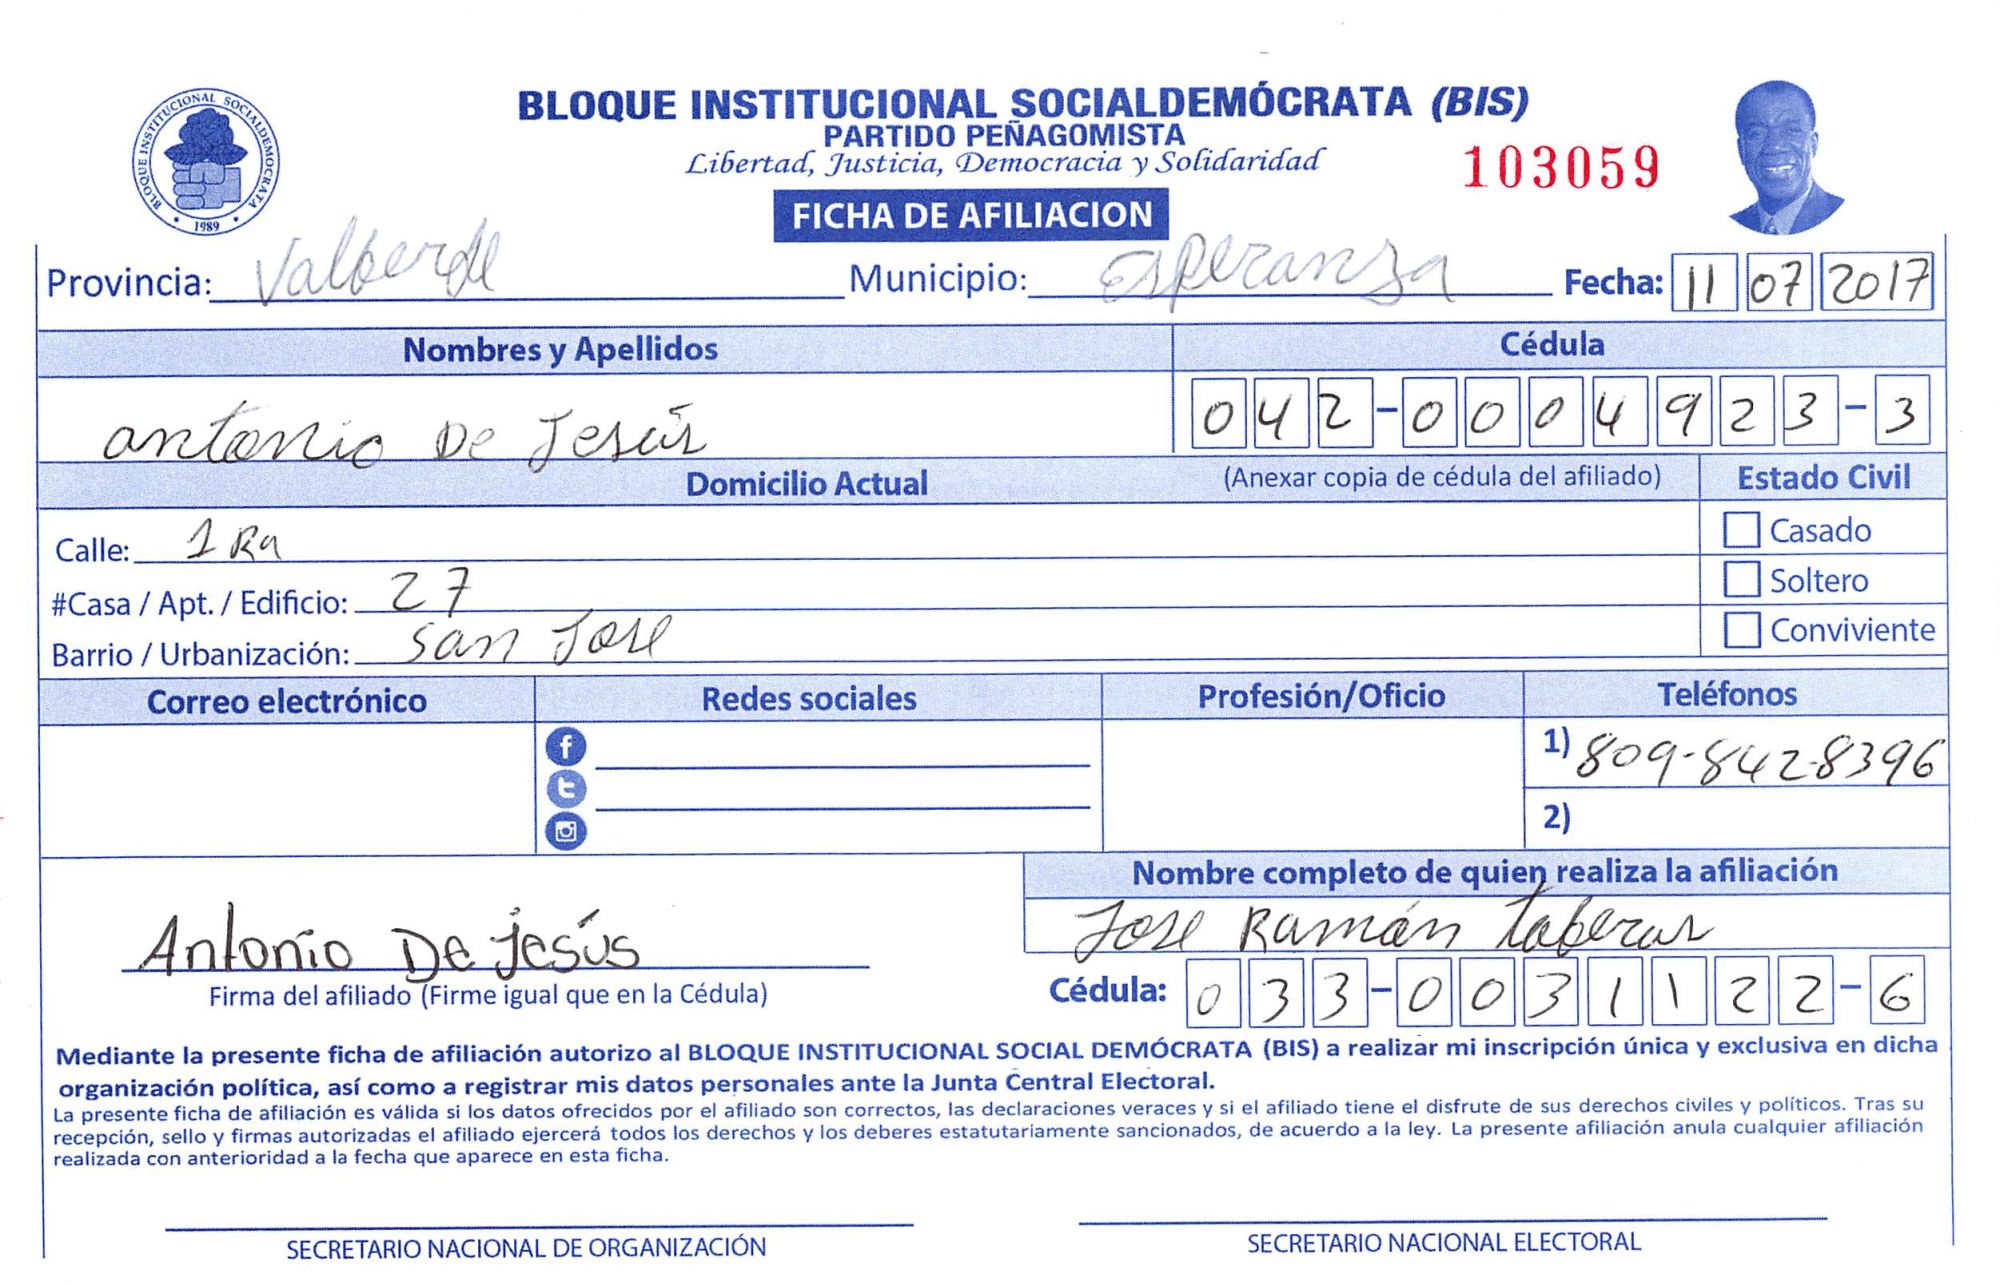 BLOQUE INSTITUCIONAL SOCIALDEMOCRATA
1989
BLOQUE INSTITUCIONAL SOCIALDEMÓCRATA (BIS)
PARTIDO PEÑAGOMISTA
Libertad, Justicia, Democracia y Solidaridad
103059
FICHA DE AFILIACION
Provincia: Valberde Municipio: Esperanza Fecha: 11 07 2017
Nombres y Apellidos Cédula
antonio De Jesús 042-0004923-3
Domicilio Actual (Anexar copia de cédula del afiliado) Estado Civil
Calle: 1 Ra Casado
#Casa / Apt. / Edificio: 27 Soltero
Barrio / Urbanización: San Jose Conviviente
Correo electrónico Redes sociales Profesión/Oficio Teléfonos
1) 809-842-8396
2)
Nombre completo de quien realiza la afiliación
Jose Ramón Taberas
Antonio De Jesús
Firma del afiliado (Firme igual que en la Cédula) Cédula: 033-0031122-6
Mediante la presente ficha de afiliación autorizo al BLOQUE INSTITUCIONAL SOCIAL DEMÓCRATA (BIS) a realizar mi inscripción única y exclusiva en dicha
organización política, así como a registrar mis datos personales ante la Junta Central Electoral.
La presente ficha de afiliación es válida si los datos ofrecidos por el afiliado son correctos, las declaraciones veraces y si el afiliado tiene el disfrute de sus derechos civiles y políticos. Tras su
recepción, sello y firmas autorizadas el afiliado ejercerá todos los derechos y los deberes estatutariamente sancionados, de acuerdo a la ley. La presente afiliación anula cualquier afiliación
realizada con anterioridad a la fecha que aparece en esta ficha.
SECRETARIO NACIONAL DE ORGANIZACIÓN SECRETARIO NACIONAL ELECTORAL